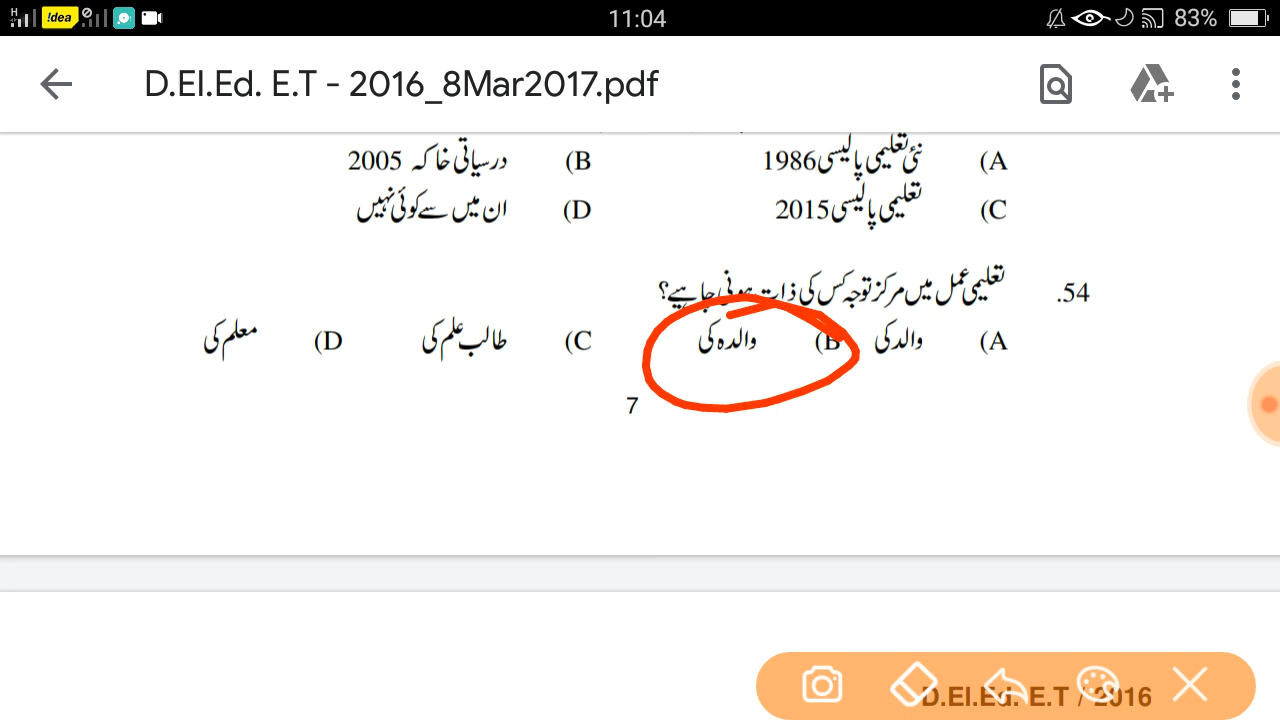 H !dea 11:04 83%
D.El.Ed. E.T - 2016_8Mar2017.pdf
(A نئی تعلیمی پالیسی 1986 (B درسیاتی خاکہ 2005
(C تعلیمی پالیسی 2015 (D ان میں سے کوئی نہیں
.54 تعلیمی عمل میں مرکز توجہ کس کی ذات ہونی چاہیے؟
(A والد کی (B والدہ کی (C طالب علم کی (D معلم کی
7
D.El.Ed. E.T / 2016